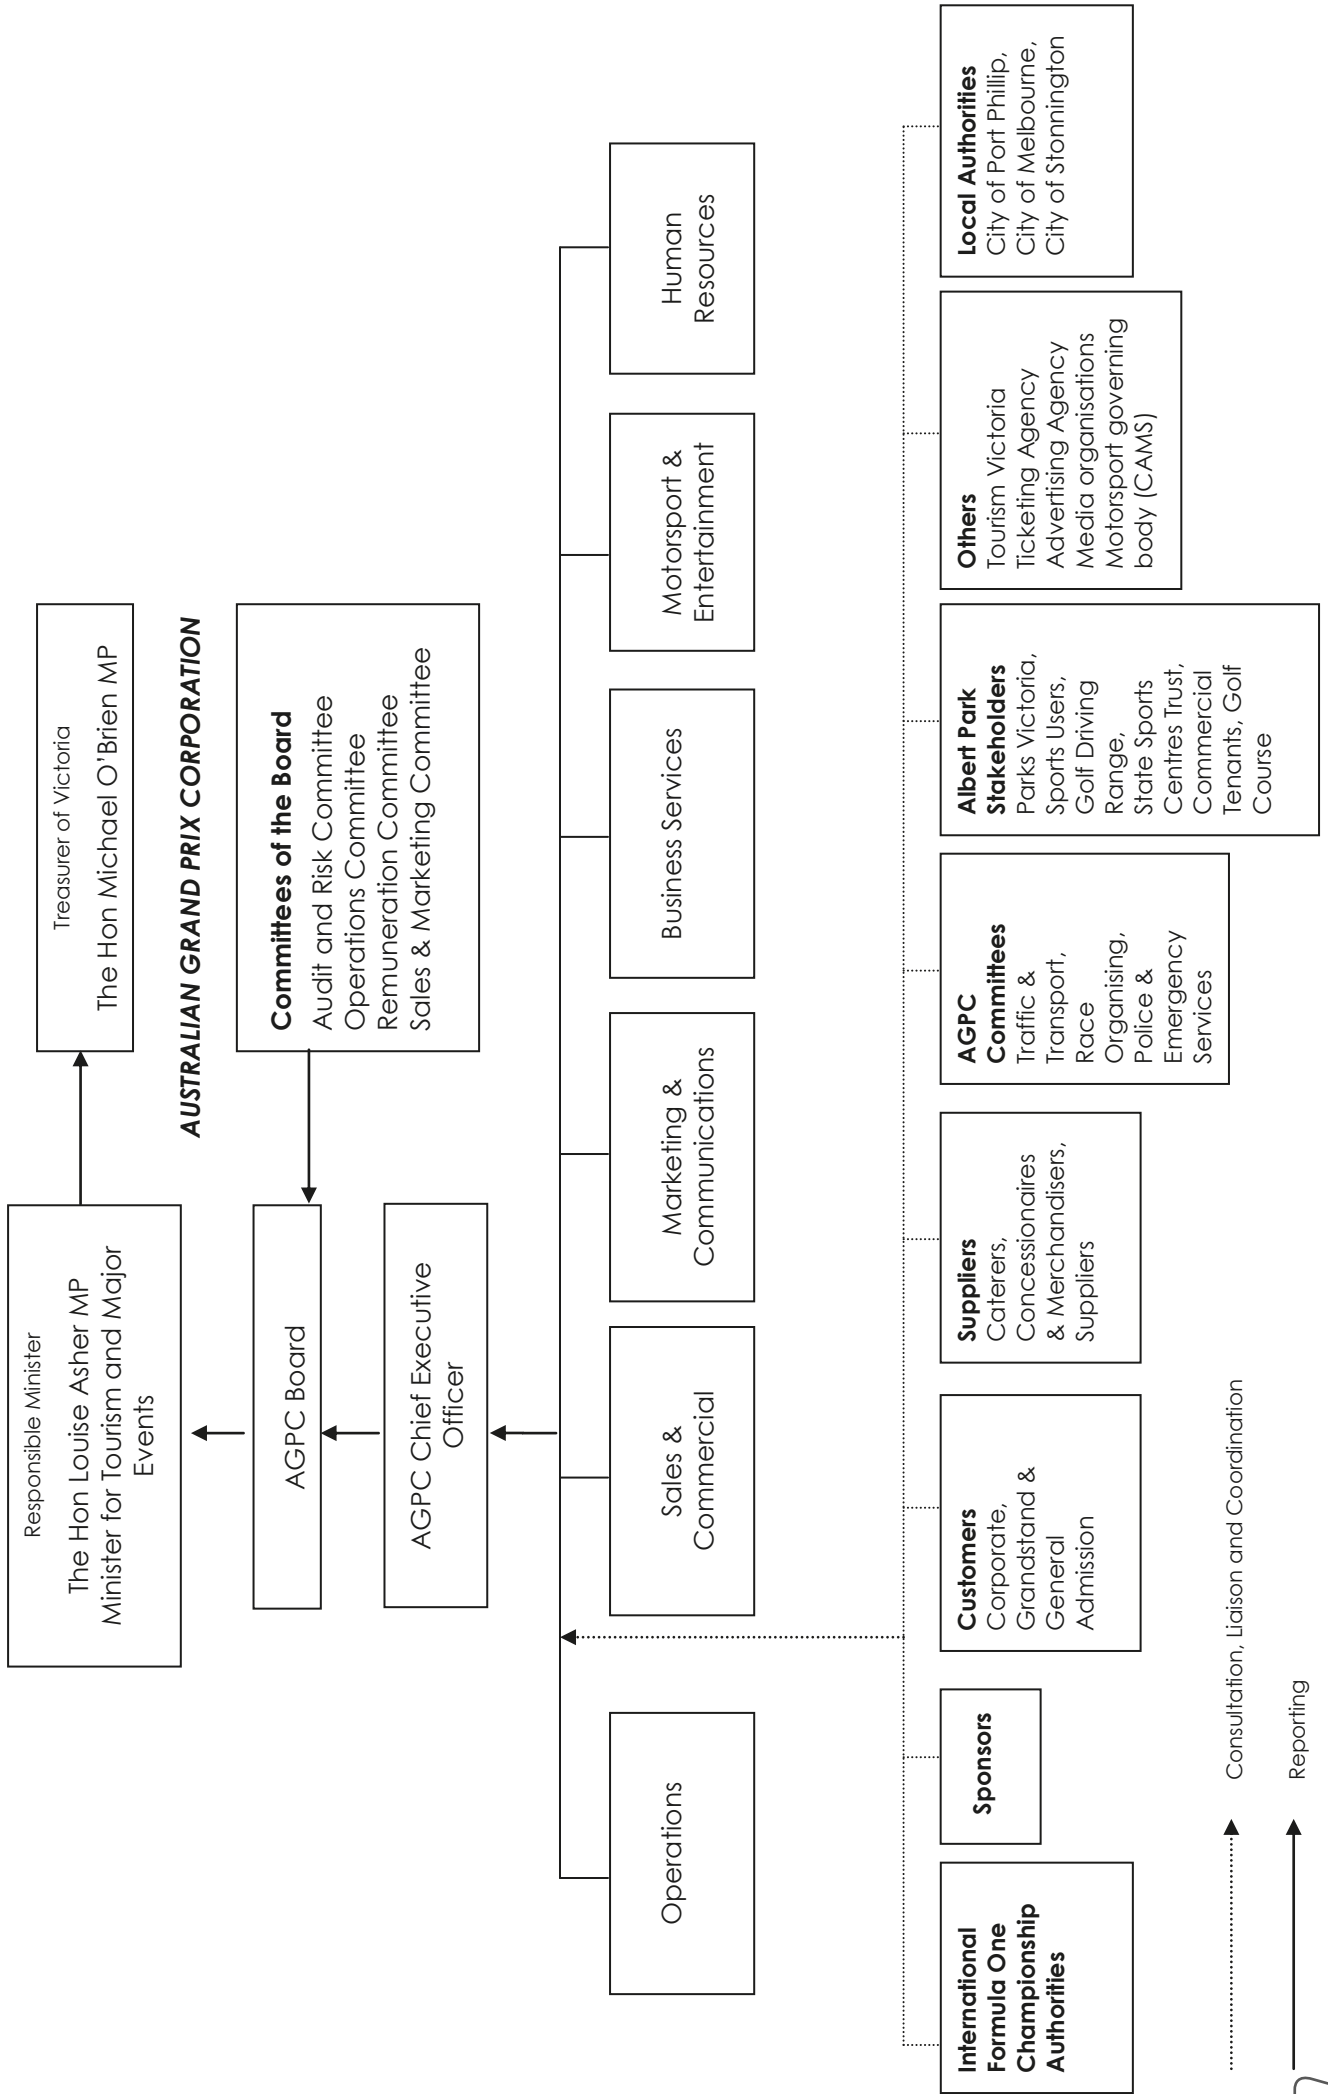 Responsible Minister
The Hon Louise Asher MP
Minister for Tourism and Major
Events
Treasurer of Victoria
The Hon Michael O’Brien MP
AUSTRALIAN GRAND PRIX CORPORATION
AGPC Board
Committees of the Board
Audit and Risk Committee
Operations Committee
Remuneration Committee
Sales & Marketing Committee
AGPC Chief Executive
Officer
Operations
Sales &
Commercial
Marketing &
Communications
Business Services
Motorsport &
Entertainment
Human
Resources
International
Formula One
Championship
Authorities
Sponsors
Customers
Corporate,
Grandstand &
General
Admission
Suppliers
Caterers,
Concessionaires
& Merchandisers,
Suppliers
AGPC
Committees
Traffic &
Transport,
Race
Organising,
Police &
Emergency
Services
Albert Park
Stakeholders
Parks Victoria,
Sports Users,
Golf Driving
Range,
State Sports
Centres Trust,
Commercial
Tenants, Golf
Course
Others
Tourism Victoria
Ticketing Agency
Advertising Agency
Media organisations
Motorsport governing
body (CAMS)
Local Authorities
City of Port Phillip,
City of Melbourne,
City of Stonnington
Consultation, Liaison and Coordination
Reporting